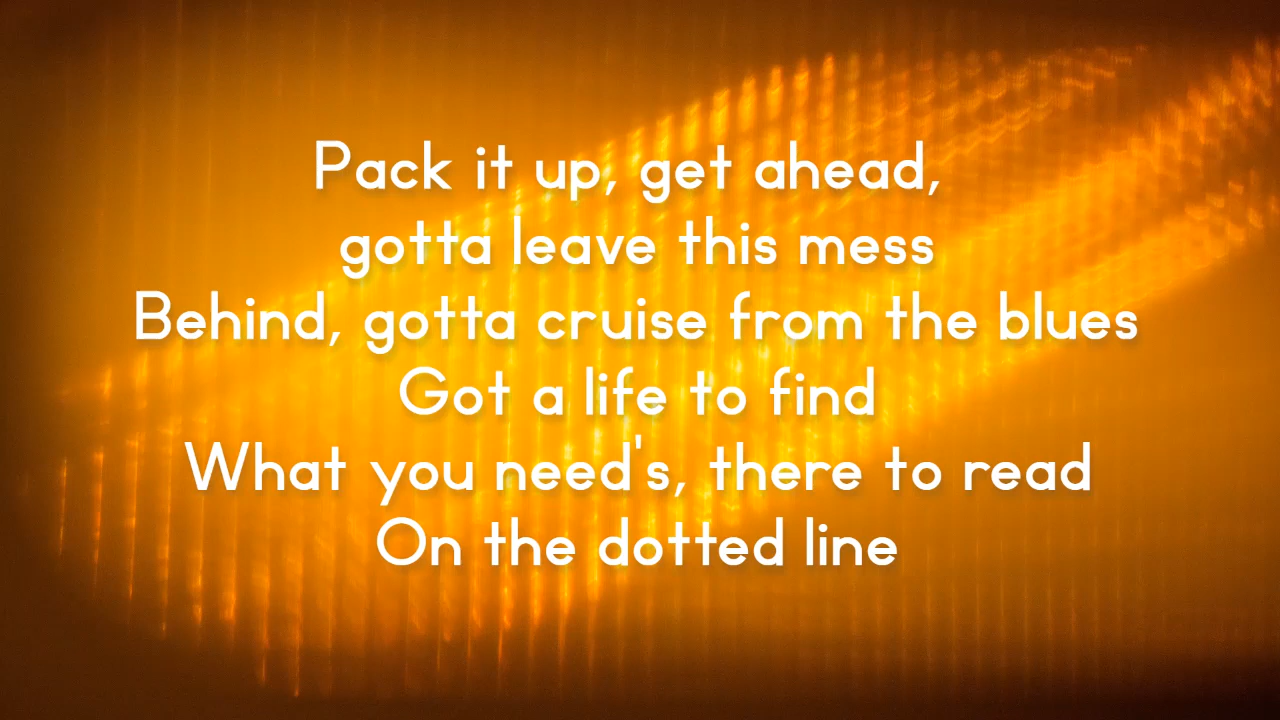 Pack it up, get ahead,
gotta leave this mess
Behind, gotta cruise from the blues
Got a life to find
What you need's, there to read
On the dotted line